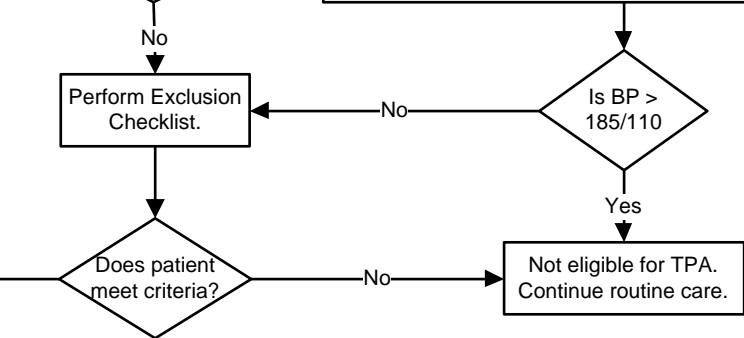 No
Perform Exclusion
Checklist.
No
Is BP >
185/110
Yes
Does patient
meet criteria?
No
Not eligible for TPA.
Continue routine care.